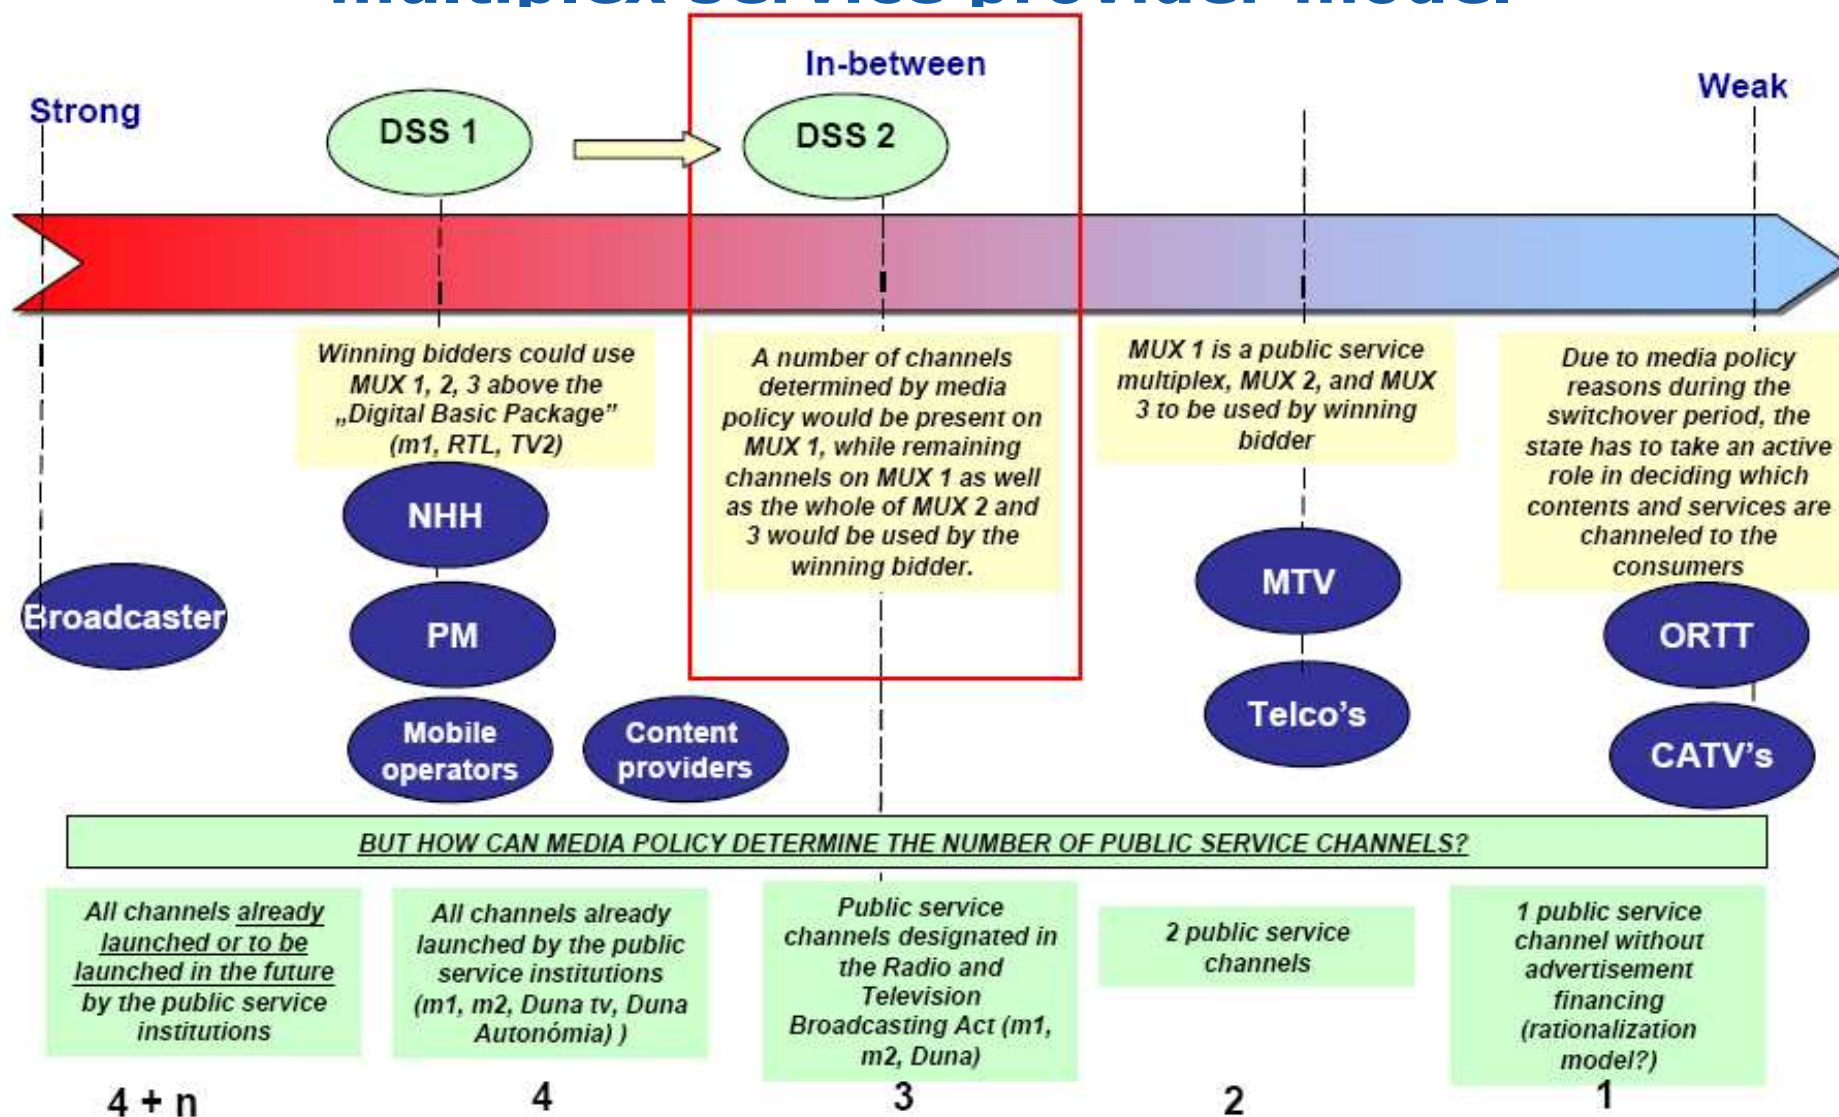 multiplex service provider model
In-between
Strong
Weak
DSS 1
DSS 2
Winning bidders could use
MUX 1, 2, 3 above the
„Digital Basic Package”
(m1, RTL, TV2)
A number of channels
determined by media
policy would be present on
MUX 1, while remaining
channels on MUX 1 as well
as the whole of MUX 2 and
3 would be used by the
winning bidder.
MUX 1 is a public service
multiplex, MUX 2, and MUX
3 to be used by winning
bidder
Due to media policy
reasons during the
switchover period, the
state has to take an active
role in deciding which
contents and services are
channeled to the
consumers
Broadcaster
NHH
PM
Mobile
operators
Content
providers
MTV
Telco’s
ORTT
CATV’s
BUT HOW CAN MEDIA POLICY DETERMINE THE NUMBER OF PUBLIC SERVICE CHANNELS?
All channels already
launched or to be
launched in the future
by the public service
institutions
All channels already
launched by the public
service institutions
(m1, m2, Duna tv, Duna
Autonómia) )
Public service
channels designated in
the Radio and
Television
Broadcasting Act (m1,
m2, Duna)
2 public service
channels
1 public service
channel without
advertisement
financing
(rationalization
model?)
4 + n
4
3
2
1